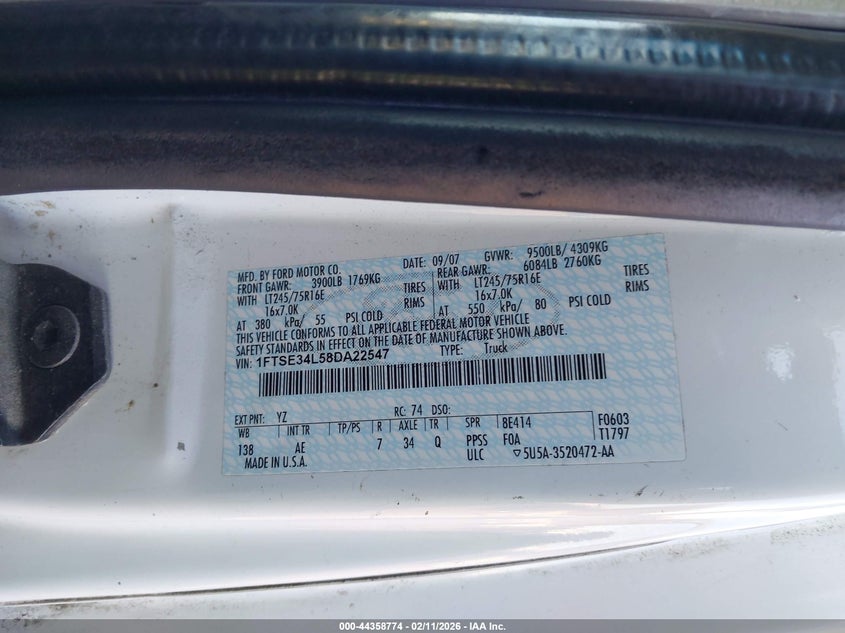 MFD. BY FORD MOTOR CO. DATE: 09/07 GVWR: 9500LB/ 4309KG
FRONT GAWR: 3900LB 1769KG REAR GAWR: 6084LB 2760KG
WITH LT245/75R16E TIRES WITH LT245/75R16E TIRES
16x7.0K RIMS 16x7.0K RIMS
AT 380 kPa/ 55 PSI COLD AT 550 kPa/ 80 PSI COLD
THIS VEHICLE CONFORMS TO ALL APPLICABLE FEDERAL MOTOR VEHICLE
SAFETY STANDARDS IN EFFECT ON THE DATE OF MANUFACTURE SHOWN ABOVE.
1FTSE34L58DA22547 TYPE: Truck
EXT PNT: YZ RC: 74 DSO:
WB INT TR TP/PS R AXLE TR SPR 8E414 F0603
138 AE 7 34 Q PPSS F0A T1797
MADE IN U.S.A. ULC ▽5U5A-3520472-AA
000-44358774 - 02/11/2026 - IAA Inc.